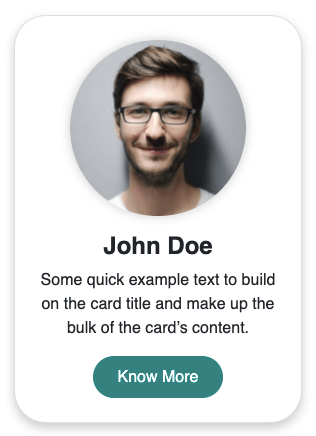 John Doe
Some quick example text to build
on the card title and make up the
bulk of the card’s content.
Know More